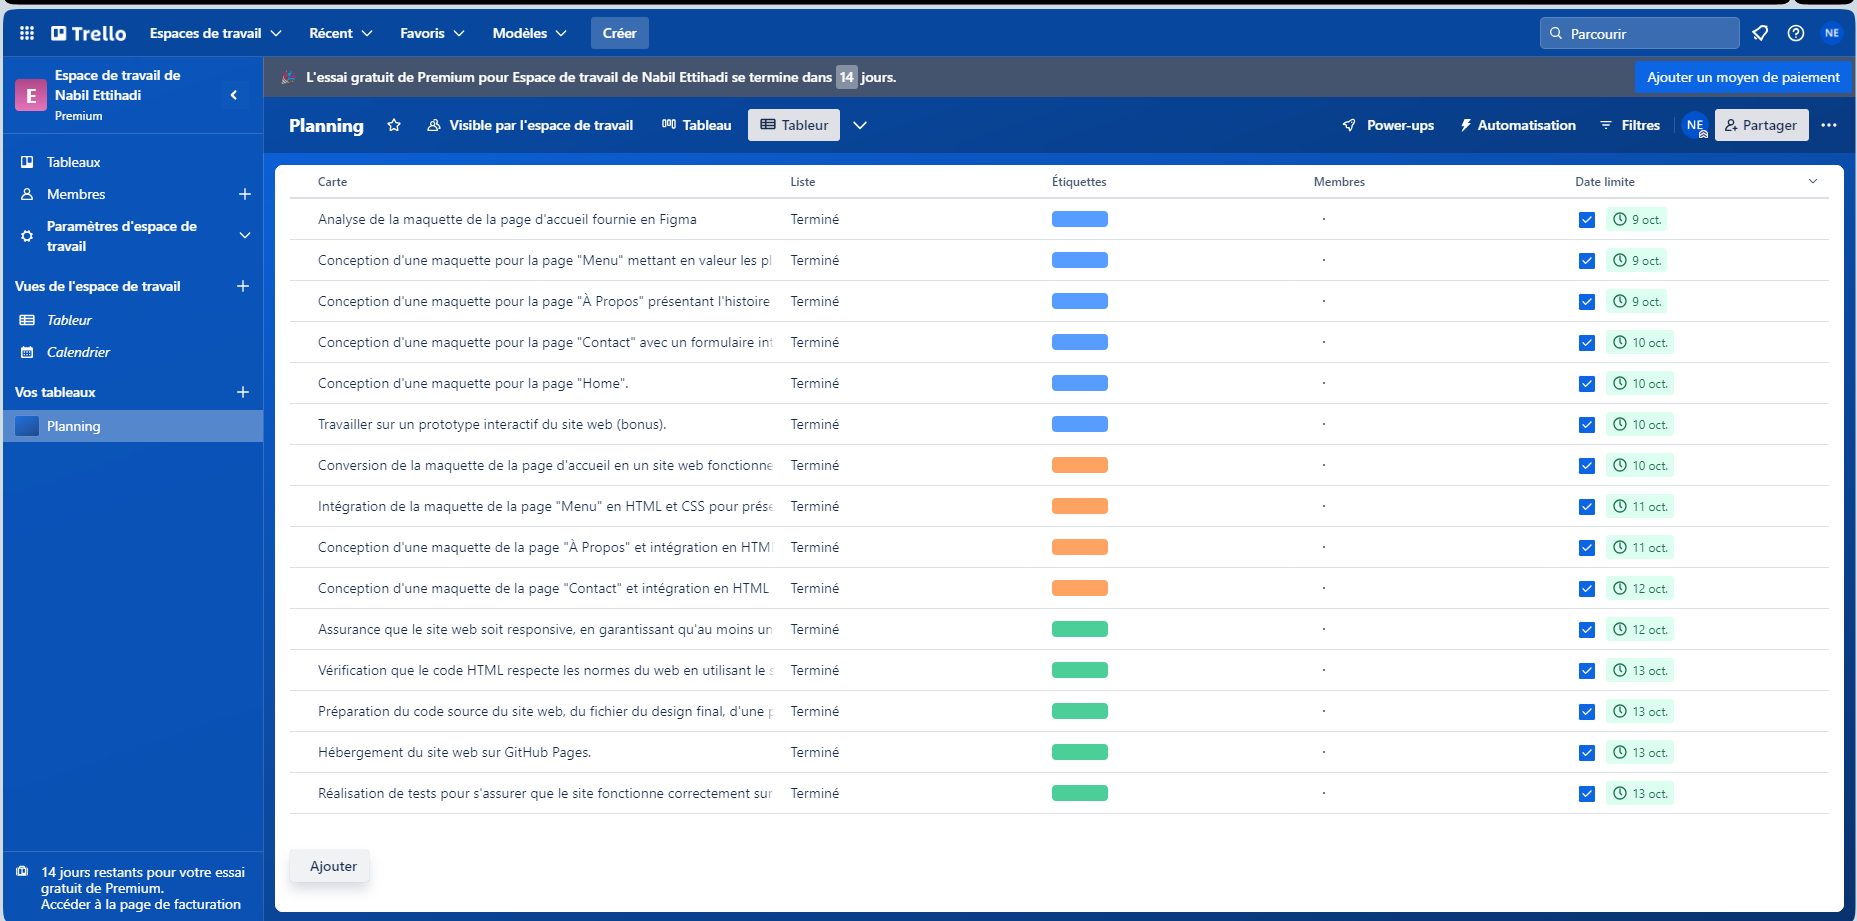 Trello
Espaces de travail
Récent
Favoris
Modèles
Créer
Parcourir
NE
E
Espace de travail de
Nabil Ettihadi
Premium
L'essai gratuit de Premium pour Espace de travail de Nabil Ettihadi se termine dans 14 jours.
Ajouter un moyen de paiement
Planning
Visible par l'espace de travail
Tableau
Tableur
Power-ups
Automatisation
Filtres
NE
Partager
Tableaux
Membres
Paramètres d'espace de
travail
Vues de l'espace de travail
Tableur
Calendrier
Vos tableaux
Planning
14 jours restants pour votre essai
gratuit de Premium.
Accéder à la page de facturation
Carte Liste Étiquettes Membres Date limite
Analyse de la maquette de la page d'accueil fournie en Figma Terminé 9 oct.
Conception d'une maquette pour la page "Menu" mettant en valeur les pl Terminé 9 oct.
Conception d'une maquette pour la page "À Propos" présentant l'histoire Terminé 9 oct.
Conception d'une maquette pour la page "Contact" avec un formulaire int Terminé 10 oct.
Conception d'une maquette pour la page "Home". Terminé 10 oct.
Travailler sur un prototype interactif du site web (bonus). Terminé 10 oct.
Conversion de la maquette de la page d'accueil en un site web fonctionne Terminé 10 oct.
Intégration de la maquette de la page "Menu" en HTML et CSS pour prése Terminé 11 oct.
Conception d'une maquette de la page "À Propos" et intégration en HTM Terminé 11 oct.
Conception d'une maquette de la page "Contact" et intégration en HTML Terminé 12 oct.
Assurance que le site web soit responsive, en garantissant qu'au moins un Terminé 12 oct.
Vérification que le code HTML respecte les normes du web en utilisant le Terminé 13 oct.
Préparation du code source du site web, du fichier du design final, d'une Terminé 13 oct.
Hébergement du site web sur GitHub Pages. Terminé 13 oct.
Réalisation de tests pour s'assurer que le site fonctionne correctement sur Terminé 13 oct.
Ajouter